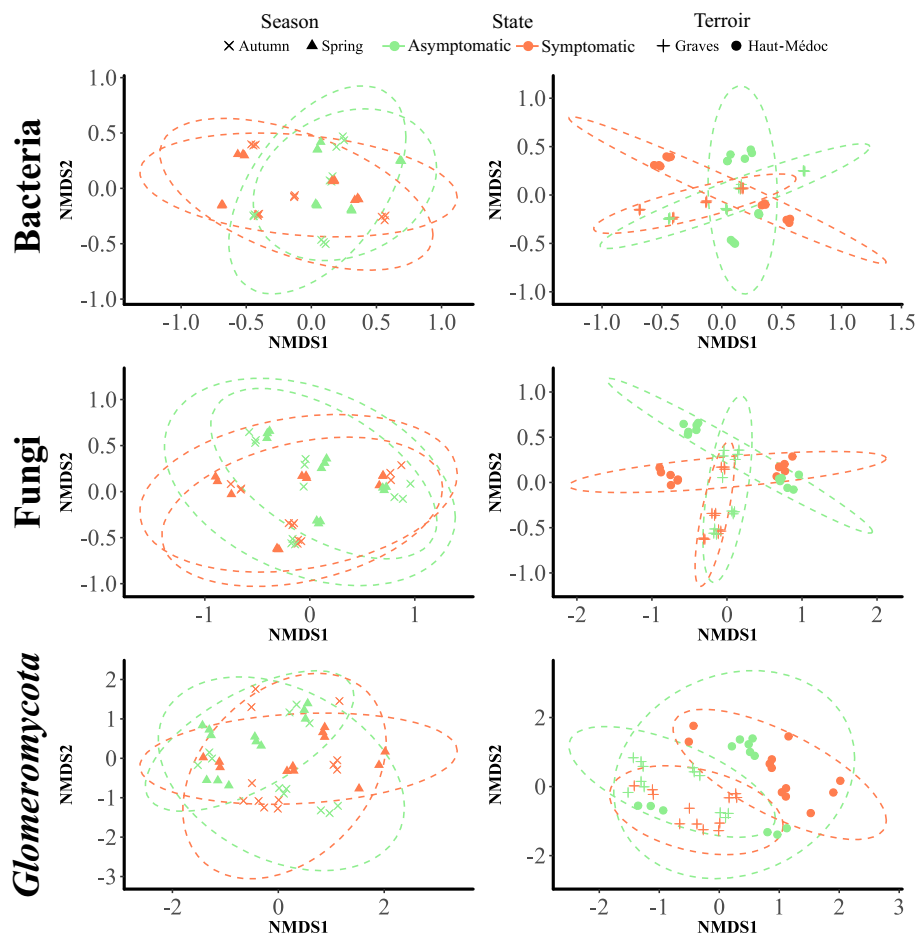 Season State Terroir
Autumn Spring Asymptomatic Symptomatic Graves Haut-Médoc
Bacteria
NMDS2
1.0
0.5
0.0
-0.5
-1.0
-1.0 -0.5 0.0 0.5 1.0
NMDS1
NMDS2
1.0
0.5
0.0
-0.5
-1.0
-1.0 -0.5 0.0 0.5 1.0 1.5
NMDS1
Fungi
NMDS2
1.0
0.5
0.0
-0.5
-1.0
-1 0 1
NMDS1
NMDS2
1.0
0.5
0.0
-0.5
-1.0
-2 -1 0 1 2
NMDS1
Glomeromycota
NMDS2
2
1
0
-1
-2
-3
-2 0 2
NMDS1
NMDS2
2
0
-2
-2 -1 0 1 2 3
NMDS1